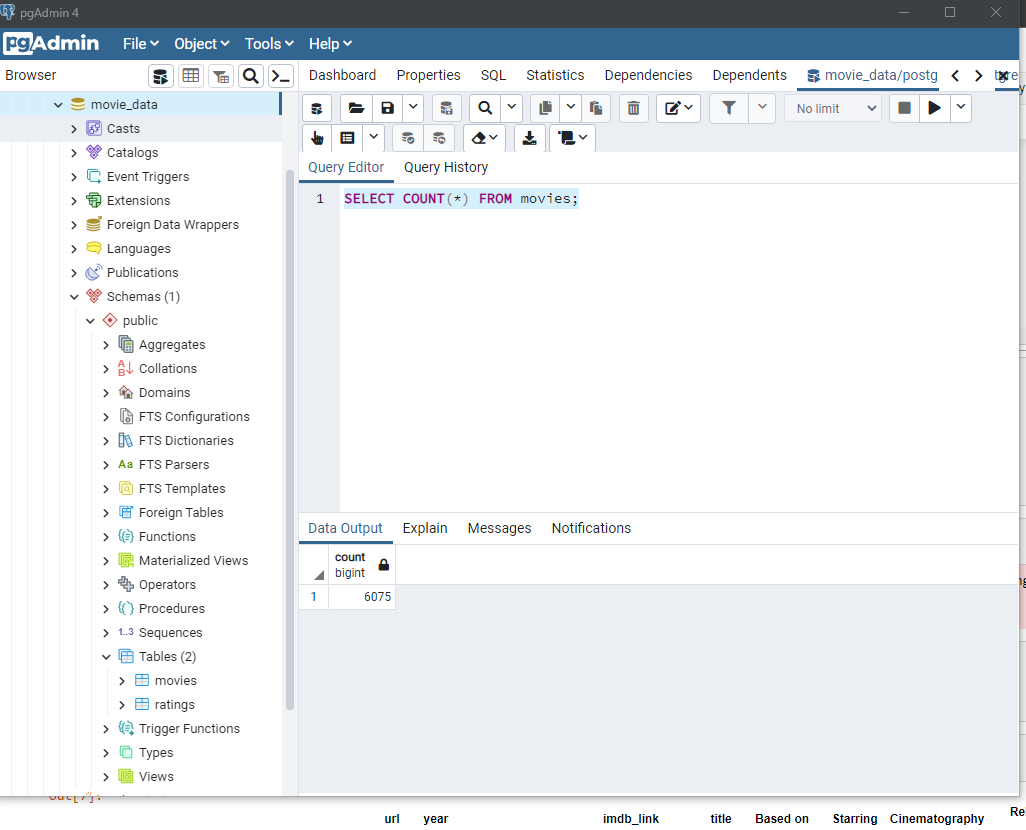 pgAdmin 4
pgAdmin File Object Tools Help
Browser
Dashboard Properties SQL Statistics Dependencies Dependents movie_data/postg
movie_data
Casts
Catalogs
Event Triggers
Extensions
Foreign Data Wrappers
Languages
Publications
Schemas (1)
public
Aggregates
Collations
Domains
FTS Configurations
FTS Dictionaries
Aa FTS Parsers
FTS Templates
Foreign Tables
Functions
Materialized Views
Operators
Procedures
1..3 Sequences
Tables (2)
movies
ratings
Trigger Functions
Types
Views
No limit
Query Editor Query History
1 SELECT COUNT(*) FROM movies;
Data Output Explain Messages Notifications
count
bigint
1 6075
url year imdb_link title Based on Starring Cinematography Re